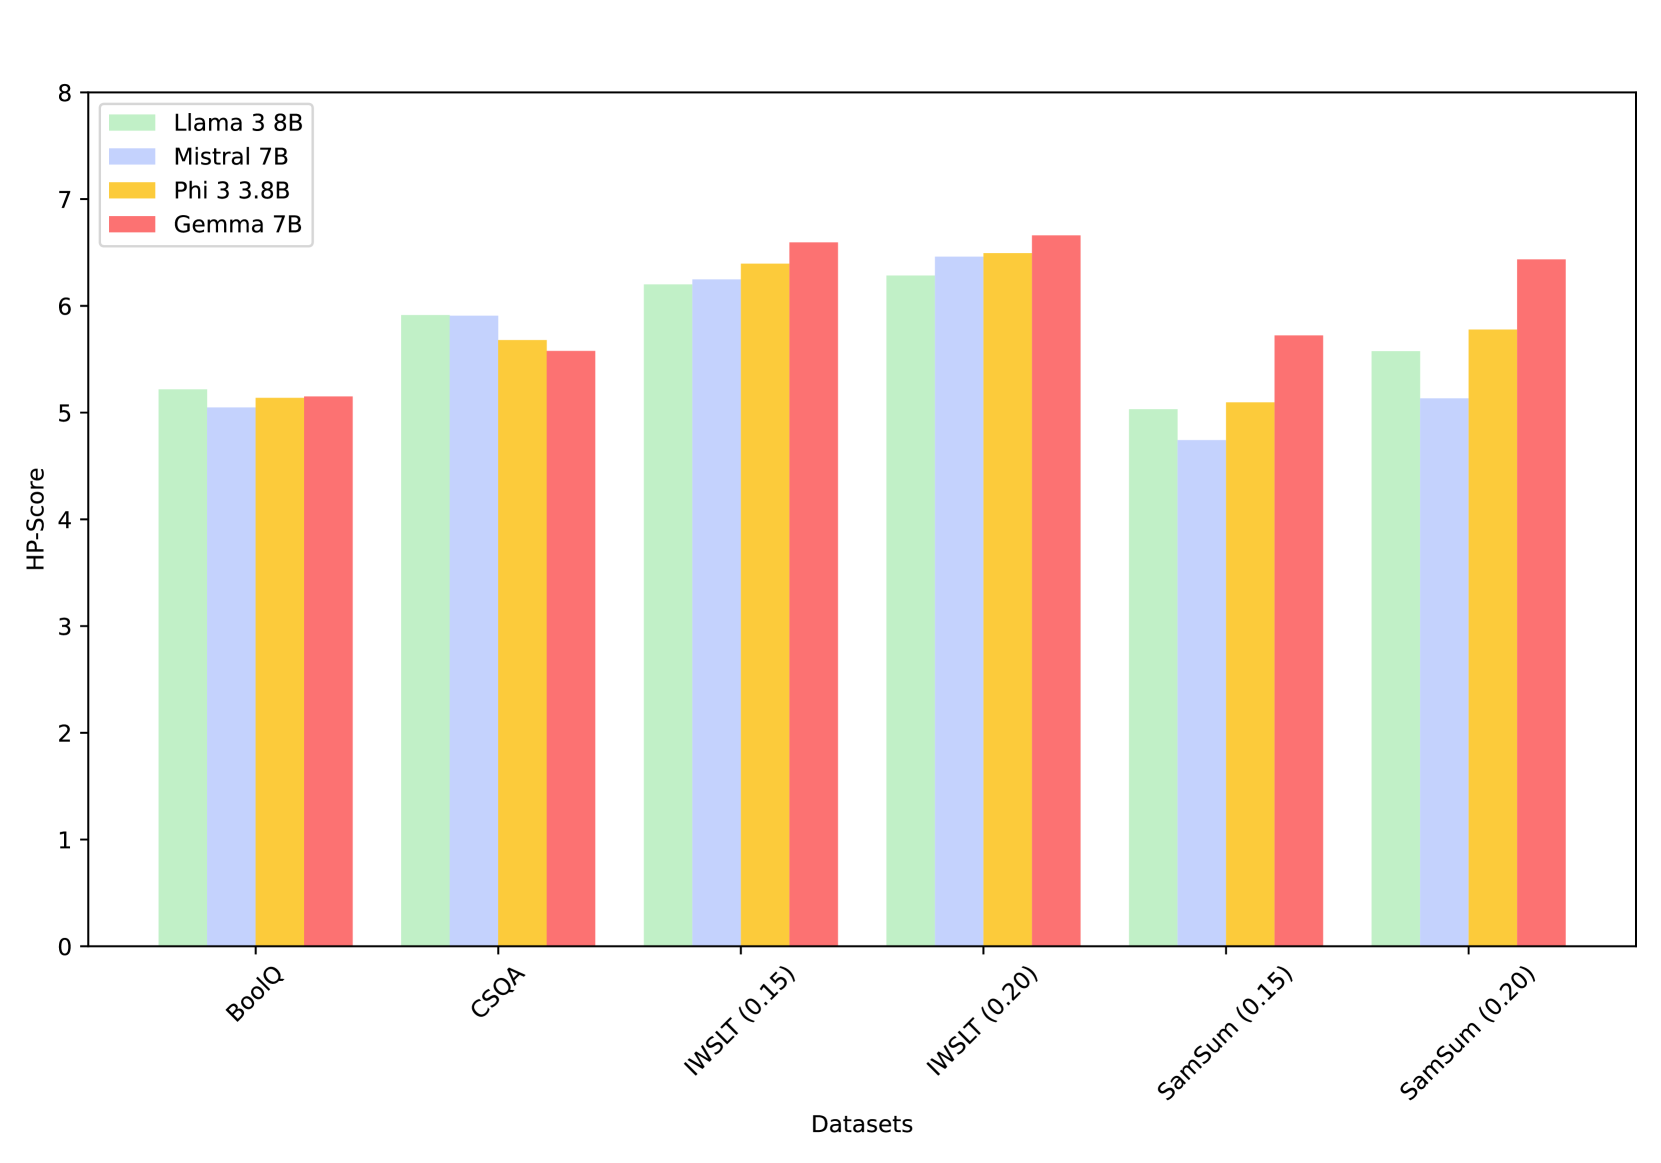 8
7
6
5
4
3
2
1
0
HP-Score
Llama 3 8B
Mistral 7B
Phi 3 3.8B
Gemma 7B
BoolQ
CSQA
IWSLT (0.15)
IWSLT (0.20)
SamSum (0.15)
SamSum (0.20)
Datasets